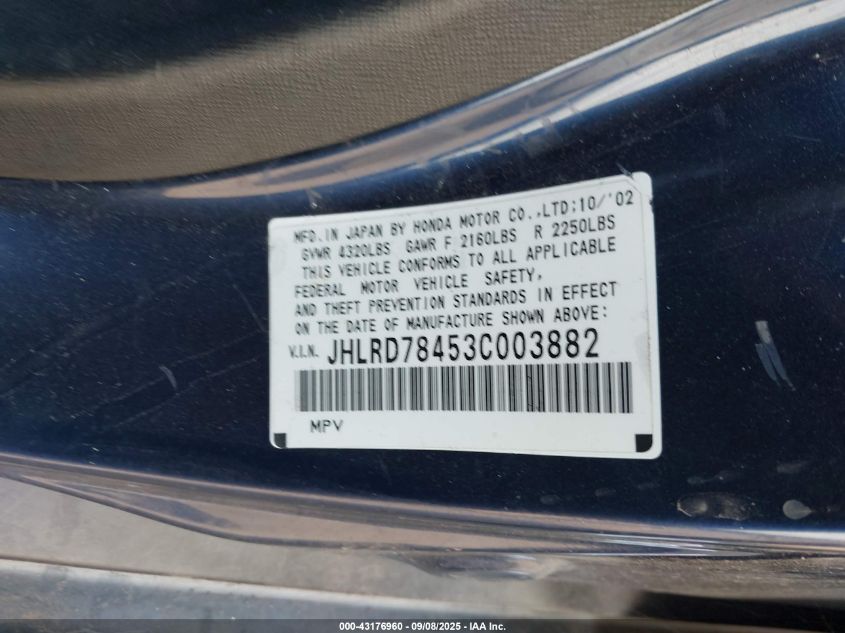 MFD. IN JAPAN BY HONDA MOTOR CO.,LTD:10/'02
GVWR 4320LBS GAWR F 2160LBS R 2250LBS
THIS VEHICLE CONFORMS TO ALL APPLICABLE
FEDERAL MOTOR VEHICLE SAFETY,
AND THEFT PREVENTION STANDARDS IN EFFECT
ON THE DATE OF MANUFACTURE SHOWN ABOVE:
V.I.N. JHLRD78453C003882
MPV
000-43176960 - 09/08/2025 - IAA Inc.